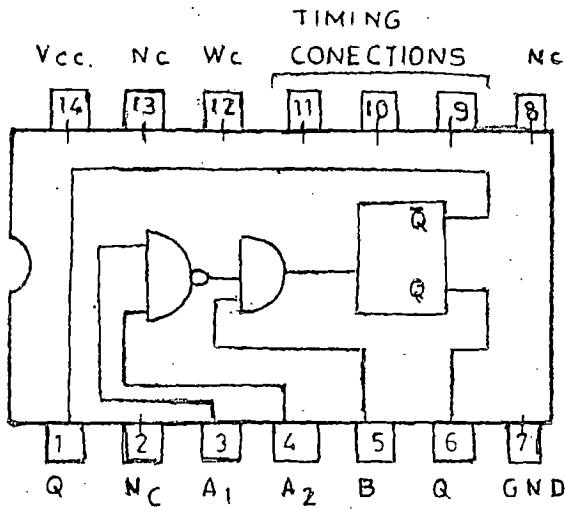 TIMING
Vcc. Nc Wc CONECTIONS Nc
14 13 12 11 10 9 8
Q̄
Q̄
1 2 3 4 5 6 7
Q Nc A1 A2 B Q GND